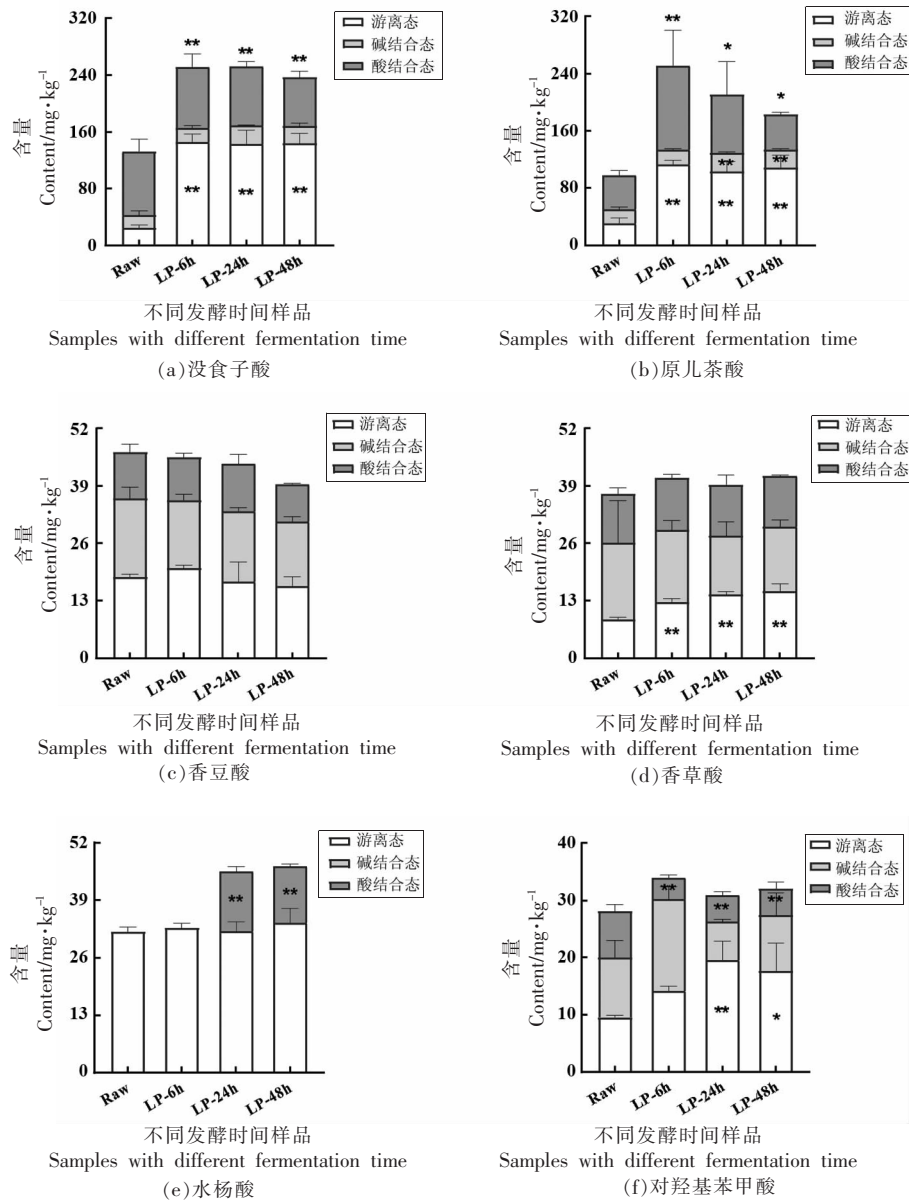 320
240
160
80
0
含量
Content/mg·kg⁻¹
游离态
碱结合态
酸结合态
**
**
**
**
**
**
Raw
LP-6h
LP-24h
LP-48h
不同发酵时间样品
Samples with different fermentation time
(a)没食子酸
320
240
160
80
0
含量
Content/mg·kg⁻¹
游离态
碱结合态
酸结合态
**
*
*
**
**
**
**
**
Raw
LP-6h
LP-24h
LP-48h
不同发酵时间样品
Samples with different fermentation time
(b)原儿茶酸
52
39
26
13
0
含量
Content/mg·kg⁻¹
游离态
碱结合态
酸结合态
Raw
LP-6h
LP-24h
LP-48h
不同发酵时间样品
Samples with different fermentation time
(c)香豆酸
52
39
26
13
0
含量
Content/mg·kg⁻¹
游离态
碱结合态
酸结合态
**
**
**
Raw
LP-6h
LP-24h
LP-48h
不同发酵时间样品
Samples with different fermentation time
(d)香草酸
52
39
26
13
0
含量
Content/mg·kg⁻¹
游离态
碱结合态
酸结合态
**
**
Raw
LP-6h
LP-24h
LP-48h
不同发酵时间样品
Samples with different fermentation time
(e)水杨酸
40
30
20
10
0
含量
Content/mg·kg⁻¹
游离态
碱结合态
酸结合态
**
**
**
**
*
Raw
LP-6h
LP-24h
LP-48h
不同发酵时间样品
Samples with different fermentation time
(f)对羟基苯甲酸